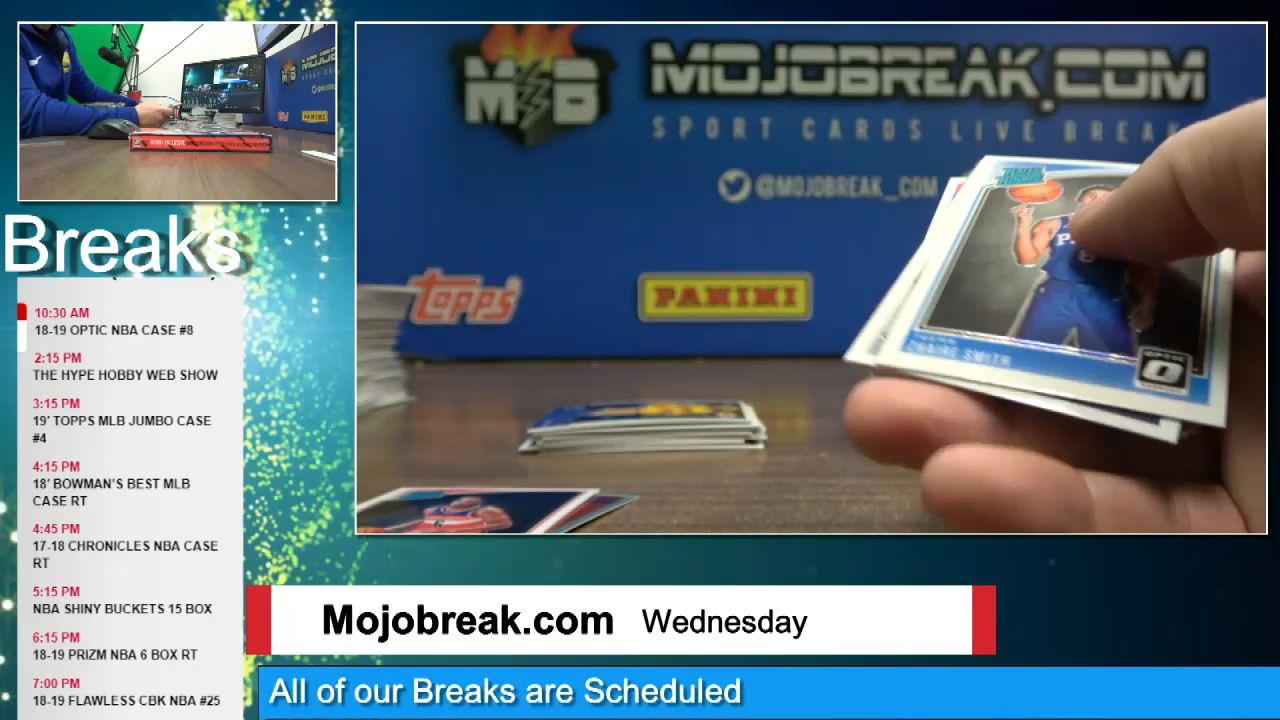 MOJOBREAK.COM
M B
SPORT CARDS LIVE BREAK
@MOJOBREAK_COM
topps
PANINI
PANINI
SMITH
OPTIC
Breaks
10:30 AM
18-19 OPTIC NBA CASE #8
2:15 PM
THE HYPE HOBBY WEB SHOW
3:15 PM
19' TOPPS MLB JUMBO CASE
#4
4:15 PM
18' BOWMAN'S BEST MLB
CASE RT
4:45 PM
17-18 CHRONICLES NBA CASE
RT
5:15 PM
NBA SHINY BUCKETS 15 BOX
6:15 PM
18-19 PRIZM NBA 6 BOX RT
7:00 PM
18-19 FLAWLESS CBK NBA #25
Mojobreak.com Wednesday
All of our Breaks are Scheduled